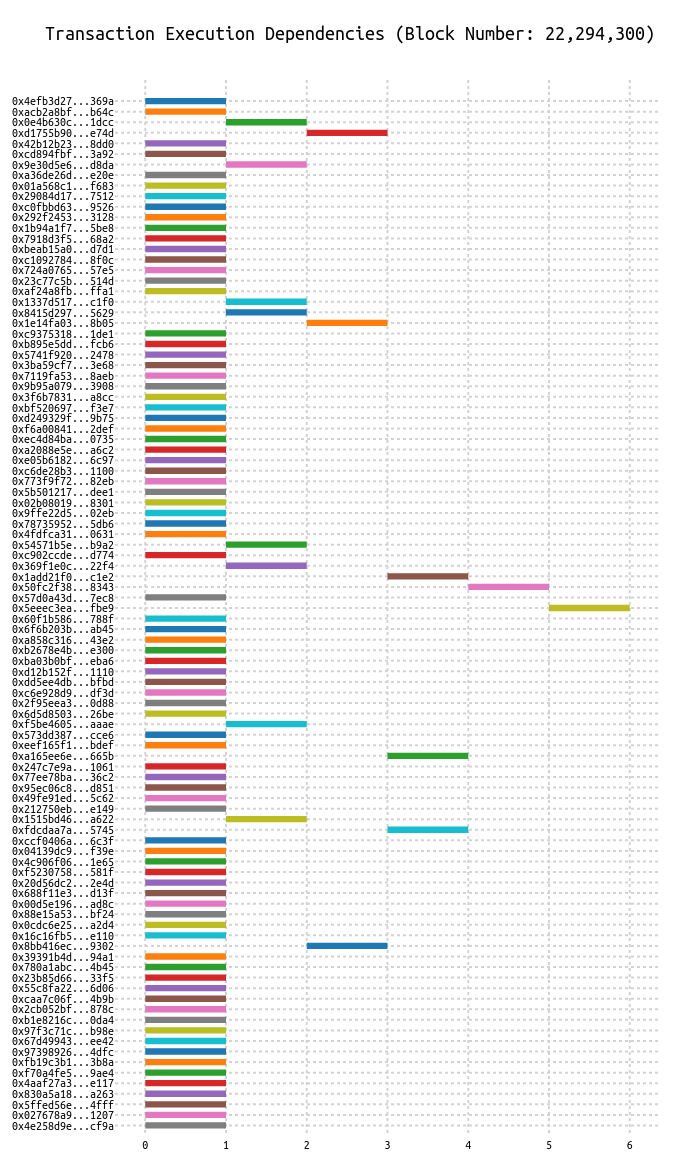 Transaction Execution Dependencies (Block Number: 22,294,300)
0x4efb3d27...369a
0xacb2a8bf...b64c
0x0e4b630c...1dcc
0xd1755b90...e74d
0x42b12b23...8dd0
0xcd894fbf...3a92
0x9e30d5e6...d8da
0xa36de26d...e20e
0x01a568c1...f683
0x29084d17...7512
0xc0fbbd63...9526
0x292f2453...3128
0x1b94a1f7...5be8
0x7918d3f5...68a2
0xbeab15a0...d7d1
0xc1092784...8f0c
0x724a0765...57e5
0x23c77c5b...514d
0xaf24a8fb...ffa1
0x1337d517...c1f0
0x8415d297...5629
0x1e14fa03...8b05
0xc9375318...1de1
0xb895e5dd...fcb6
0x5741f920...2478
0x3ba59cf7...3e68
0x7119fa53...8aeb
0x9b95a079...3908
0x3f6b7831...a8cc
0xbf520697...f3e7
0xd249329f...9b75
0xf6a00841...2def
0xec4d84ba...0735
0xa2088e5e...a6c2
0xe05b6182...6c97
0xc6de28b3...1100
0x773f9f72...82eb
0x5b501217...dee1
0x02b08019...8301
0x9ffe22d5...02eb
0x78735952...5db6
0x4fdfca31...0631
0x54571b5e...b9a2
0xc902ccde...d774
0x369f1e0c...22f4
0x1add21f0...c1e2
0x50fc2f38...8343
0x57d0a43d...7ec8
0x5eeec3ea...fbe9
0x60f1b586...788f
0x6f6b203b...ab45
0xa858c316...43e2
0xb2678e4b...e300
0xba03b0bf...eba6
0xd12b152f...1110
0xdd5ee4db...bfbd
0xc6e928d9...df3d
0x2f95eea3...0d88
0x6d5d8503...26be
0xf5be4605...aaae
0x573dd387...cce6
0xeef165f1...bdef
0xa165ee6e...665b
0x247c7e9a...1061
0x77ee78ba...36c2
0x95ec06c8...d851
0x49fe91ed...5c62
0x212750eb...e149
0x1515bd46...a622
0xfdcdaa7a...5745
0xccf0406a...6c3f
0x04139dc9...f39e
0x4c906f06...1e65
0xf5230758...581f
0x20d56dc2...2e4d
0x688f11e3...d13f
0x00d5e196...ad8c
0x88e15a53...bf24
0x0cdc6e25...a2d4
0x16c16fb5...e110
0x8bb416ec...9302
0x39391b4d...94a1
0x780a1abc...4b45
0x23b85d66...33f5
0x55c8fa22...6d06
0xcaa7c06f...4b9b
0x2cb052bf...878c
0xb1e8216c...0da4
0x97f3c71c...b98e
0x67d49943...ee42
0x97398926...4dfc
0xfb19c3b1...3b8a
0xf70a4fe5...9ae4
0x4aaf27a3...e117
0x830a5a18...a263
0x5ffed56e...4fff
0x027678a9...1207
0x4e258d9e...cf9a
0 1 2 3 4 5 6